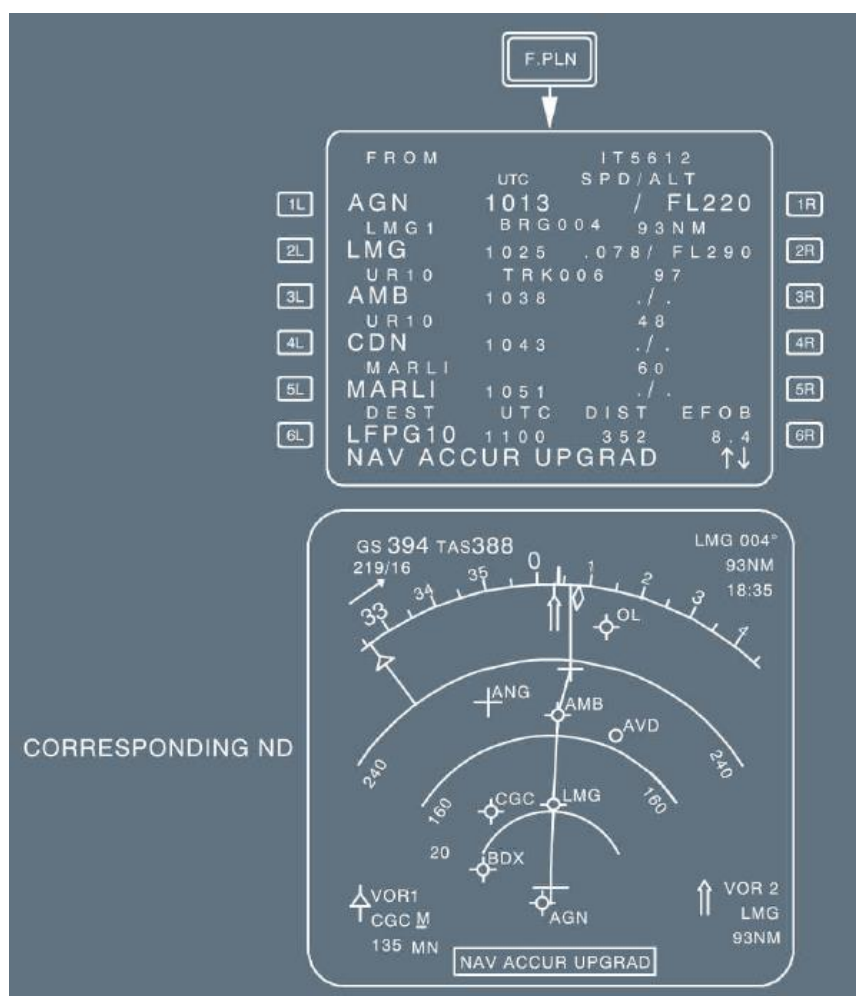 F.PLN
FROM IT5612
UTC SPD/ALT
1L AGN 1013 / FL220 1R
LMG1 BRG004 93NM
2L LMG 1025 .078/ FL290 2R
UR10 TRK006 97
3L AMB 1038 ./. 3R
UR10 48
4L CDN 1043 ./. 4R
MARLI 60
5L MARLI 1051 ./. 5R
DEST UTC DIST EFOB
6L LFPG10 1100 352 8.4 6R
NAV ACCUR UPGRAD ↑↓
GS 394 TAS388 LMG 004°
219/16 93NM
18:35
33 34 35 0 1 2 3 4
OL
ANG
AMB
AVD
240 240
CGC LMG
160 160
20 BDX
AGN
VOR1
CGC M
135 MN
VOR 2
LMG
93NM
NAV ACCUR UPGRAD
CORRESPONDING ND